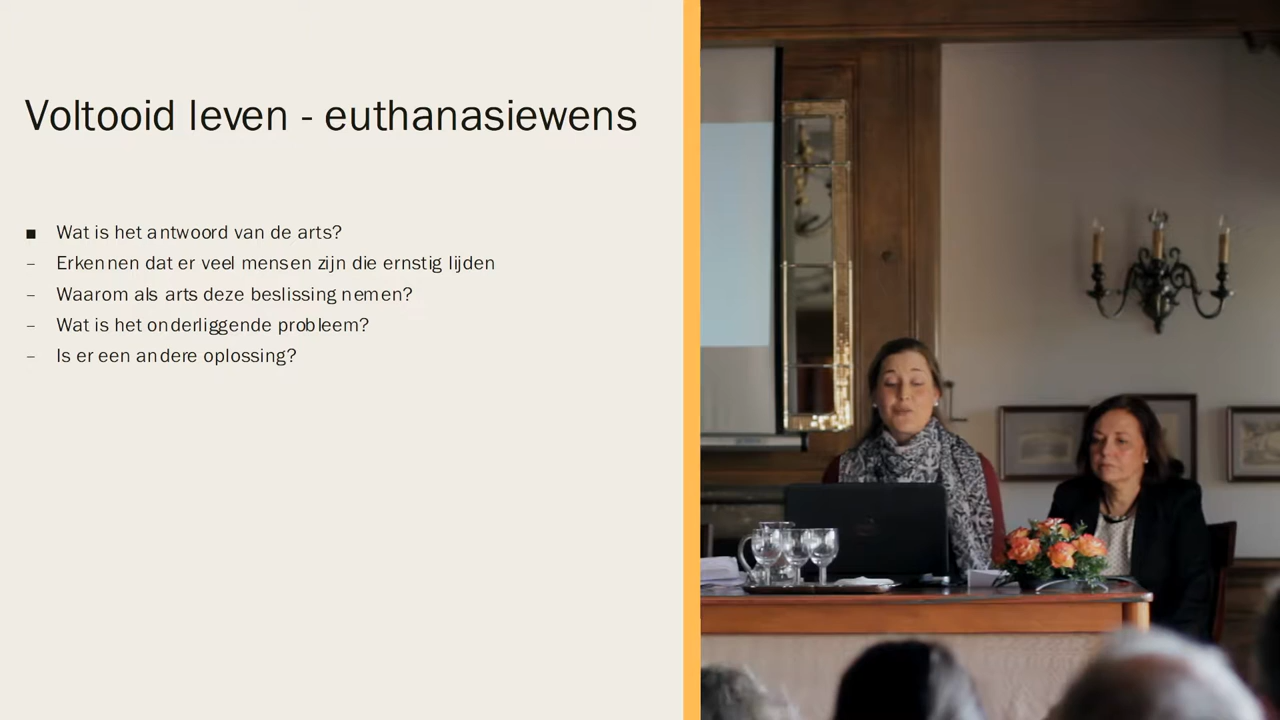 Voltooid leven - euthanasiewens
Wat is het antwoord van de arts?
– Erkennen dat er veel mensen zijn die ernstig lijden
– Waarom als arts deze beslissing nemen?
– Wat is het onderliggende probleem?
– Is er een andere oplossing?